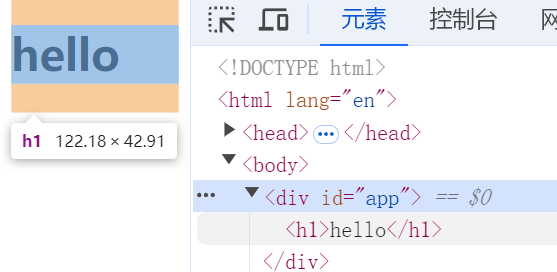 hello
h1 122.18 × 42.91
元素 控制台
<!DOCTYPE html>
<html lang="en">
<head> ••• </head>
<body>
••• <div id="app"> == $0
<h1>hello</h1>
</div>